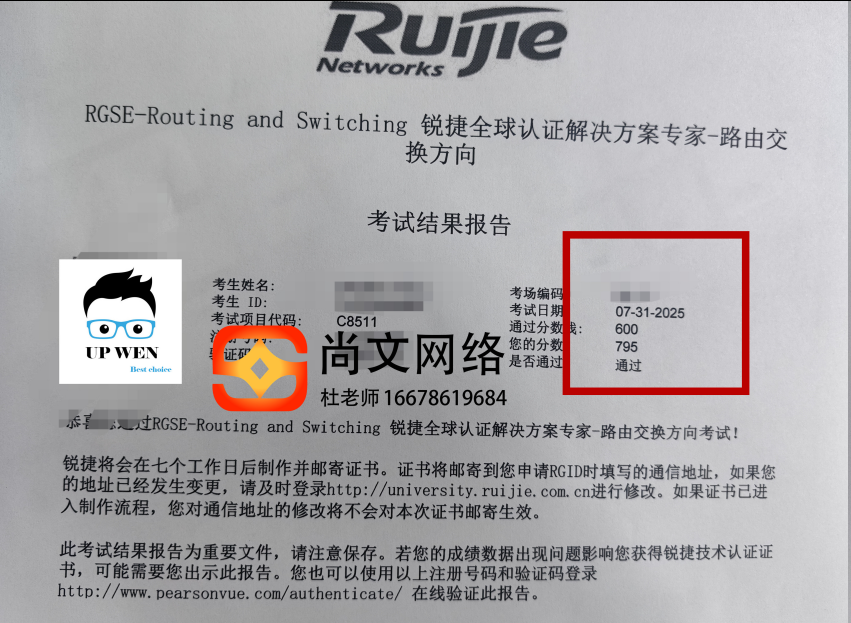 Ruijie
Networks
RGSE-Routing and Switching 锐捷全球认证解决方案专家-路由交
换方向
考试结果报告
考生姓名:
考生 ID:
考试项目代码: C8511
验证码
考场编码
考试日期 07-31-2025
通过分数线: 600
您的分数 795
是否通过 通过
UP WEN
Best choice
尚文网络
杜老师 16678619684
恭喜您通过RGSE-Routing and Switching 锐捷全球认证解决方案专家-路由交换方向考试!
锐捷将会在七个工作日后制作并邮寄证书。证书将邮寄到您申请RGID时填写的通信地址，如果您
的地址已经发生变更，请及时登录http://university.ruijie.com.cn进行修改。如果证书已进
入制作流程，您对通信地址的修改将不会对本次证书邮寄生效。
此考试结果报告为重要文件，请注意保存。若您的成绩数据出现问题影响您获得锐捷技术认证证
书，可能需要您出示此报告。您也可以使用以上注册号码和验证码登录
http://www.pearsonvue.com/authenticate/ 在线验证此报告。